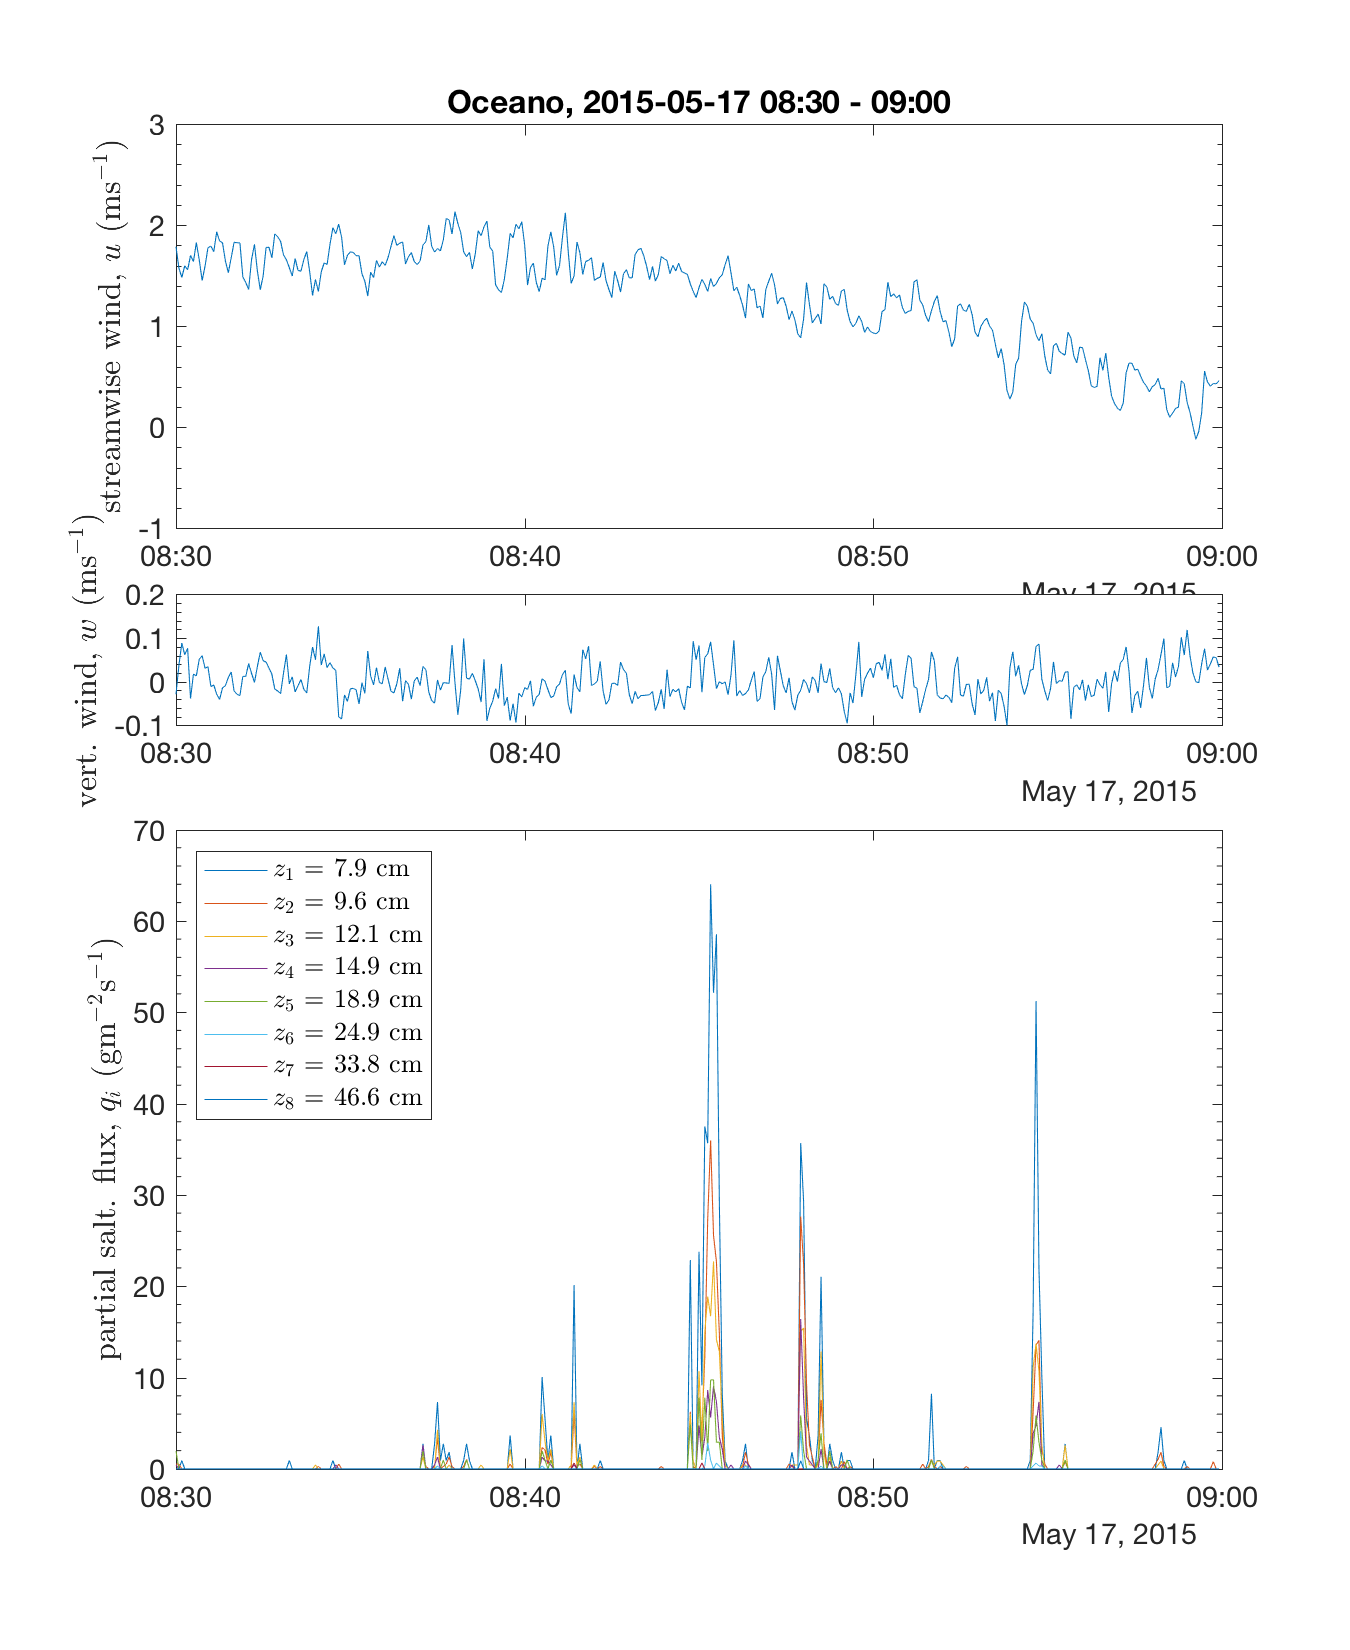 Oceano, 2015-05-17 08:30 - 09:00
streamwise wind, u (ms⁻¹)
3
2
1
0
-1
08:30 08:40 08:50 09:00
May 17, 2015
vert. wind, w (ms⁻¹)
0.2
0.1
0
-0.1
08:30 08:40 08:50 09:00
May 17, 2015
partial salt. flux, qᵢ (gm⁻²s⁻¹)
70
60
50
40
30
20
10
0
z₁ = 7.9 cm
z₂ = 9.6 cm
z₃ = 12.1 cm
z₄ = 14.9 cm
z₅ = 18.9 cm
z₆ = 24.9 cm
z₇ = 33.8 cm
z₈ = 46.6 cm
08:30 08:40 08:50 09:00
May 17, 2015